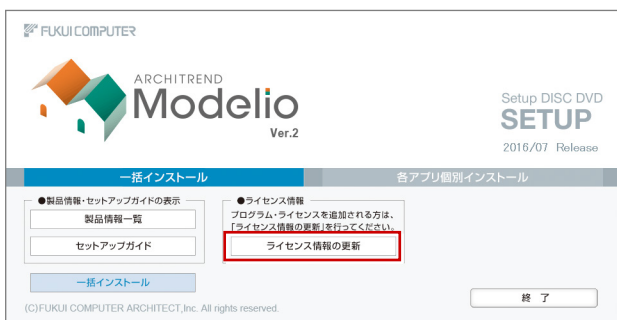 FUKUI COMPUTER
ARCHITREND
Modelio
Ver.2
Setup DISC DVD
SETUP
2016/07 Release
一括インストール
各アプリ個別インストール
●製品情報・セットアップガイドの表示
製品情報一覧
セットアップガイド
●ライセンス情報
プログラム・ライセンスを追加される方は、
「ライセンス情報の更新」を行ってください。
ライセンス情報の更新
一括インストール
終 了
(C)FUKUI COMPUTER ARCHITECT,Inc. All rights reserved.